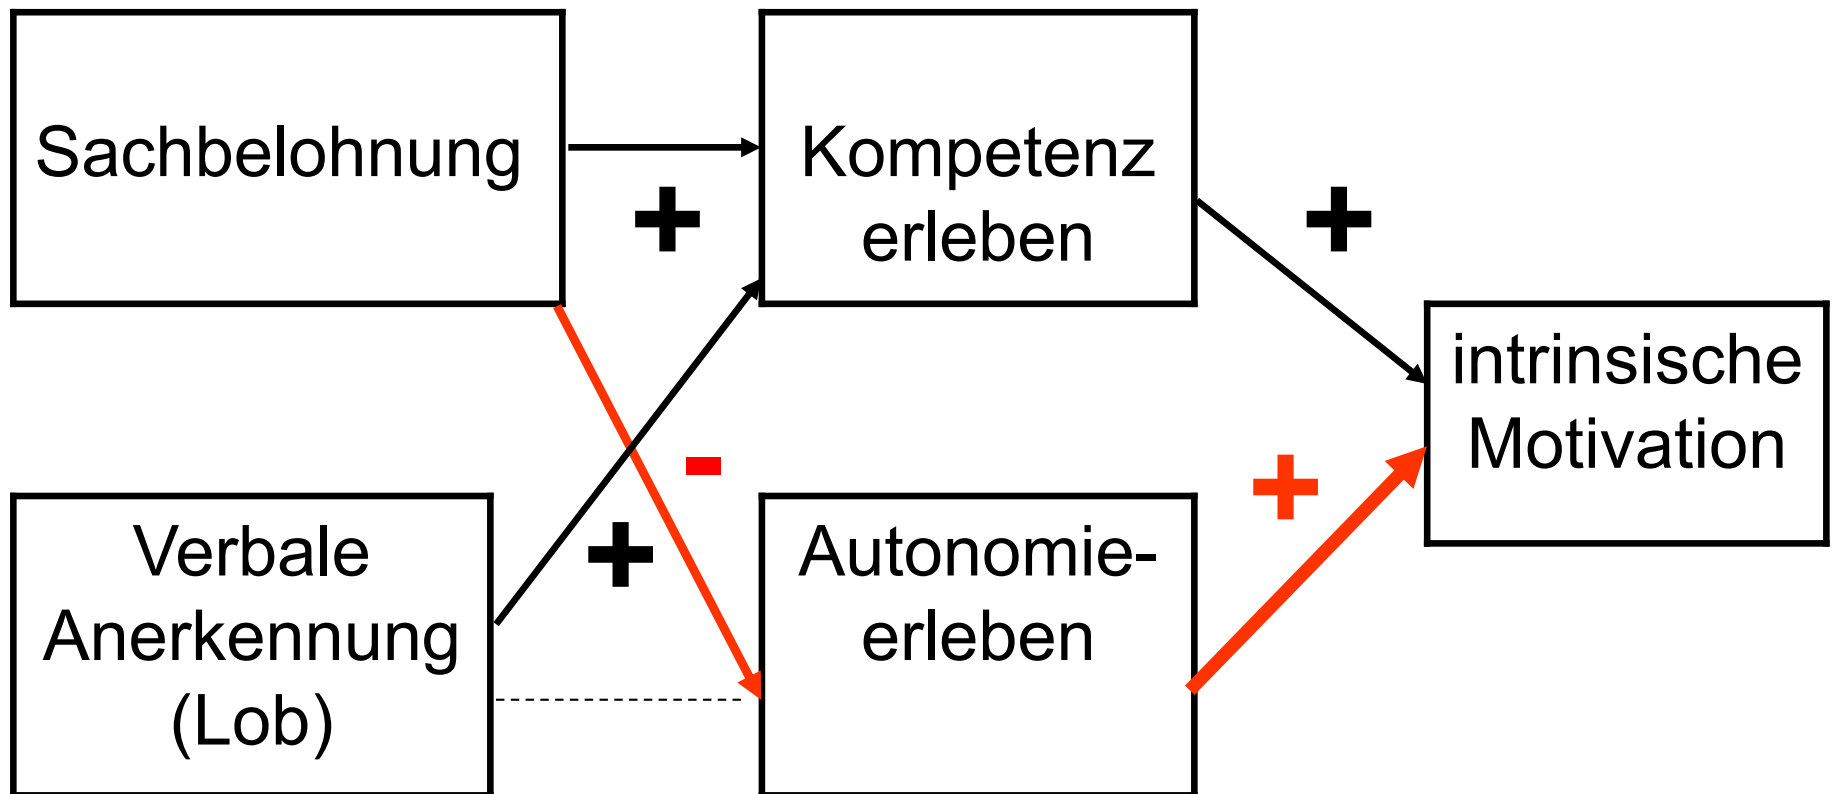 Sachbelohnung
+
Kompetenz
erleben
+
intrinsische
Motivation
-
+
Verbale
Anerkennung
(Lob)
+
Autonomie-
erleben